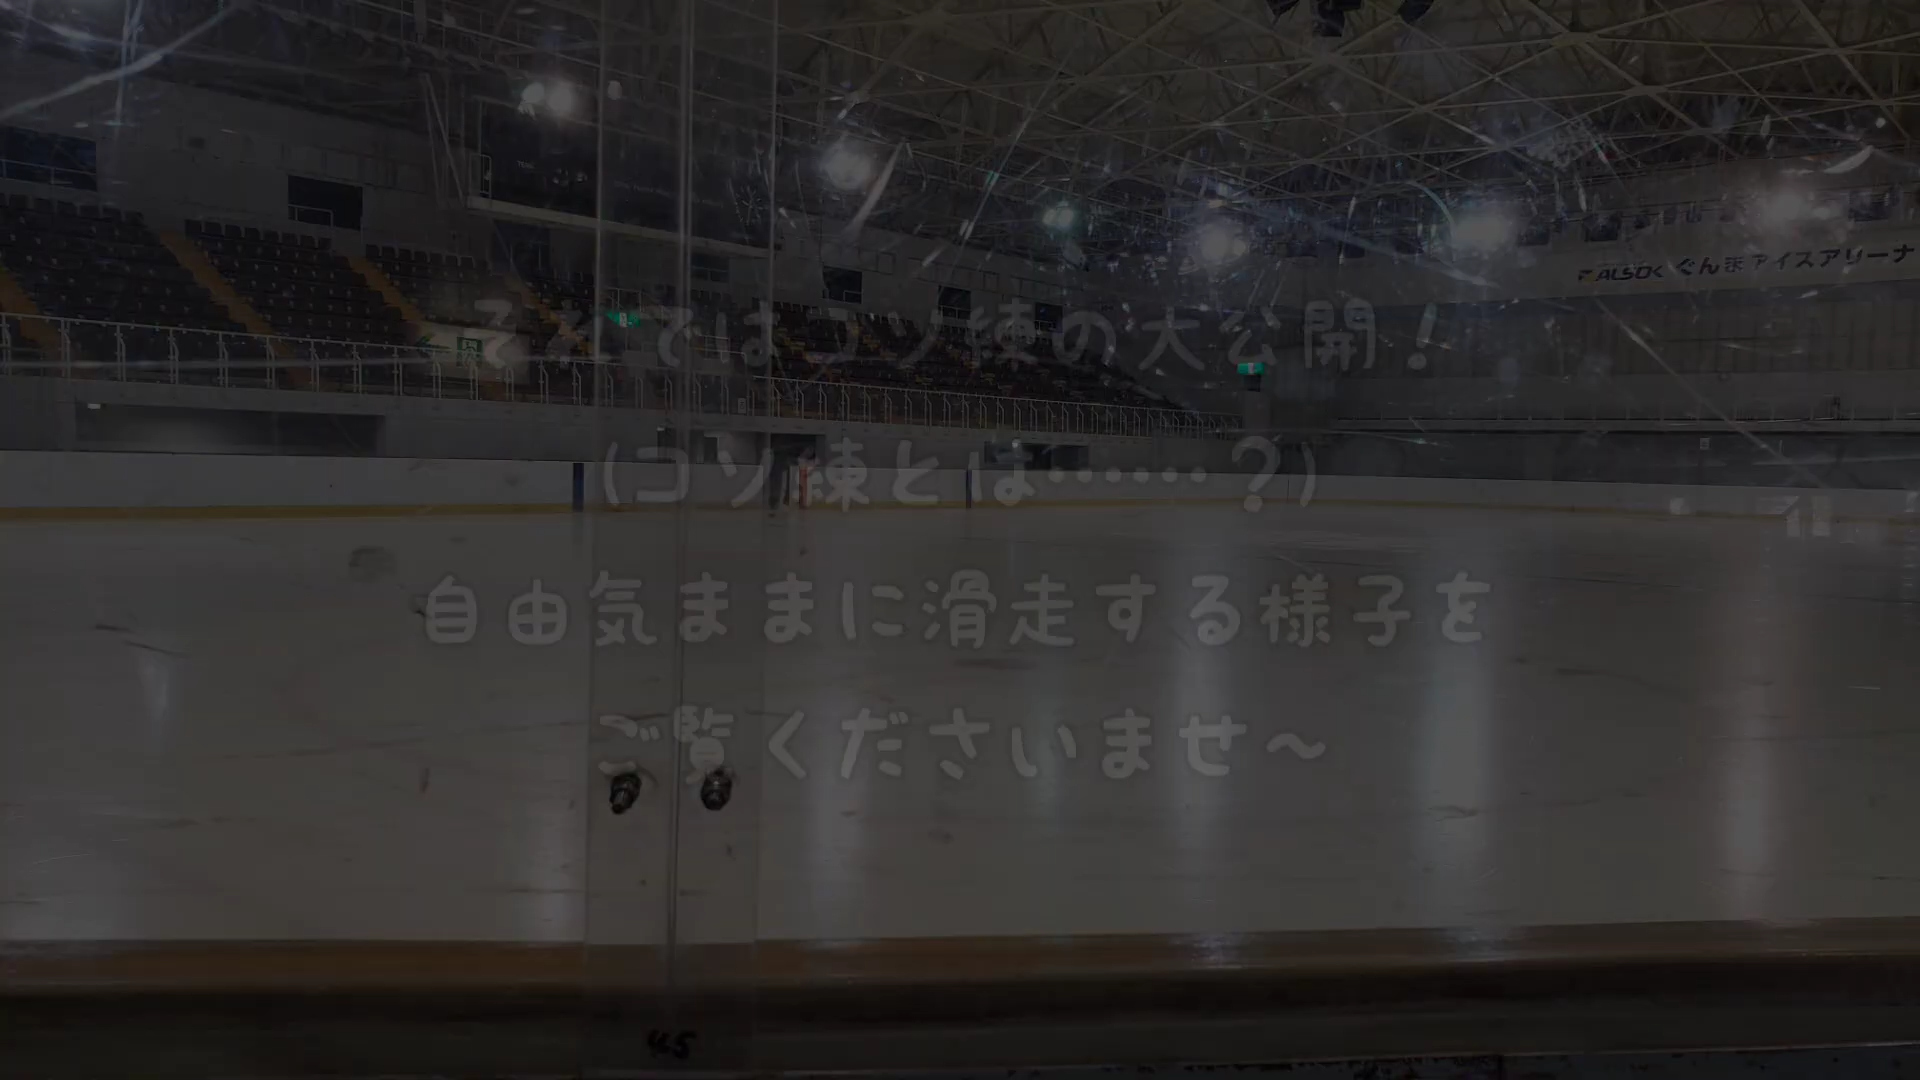 ALSOK ぐんまアイスアリーナ
それではコソ練の大公開！
(コソ練とは……？)
自由気ままに滑走する様子を
ご覧くださいませ～
45